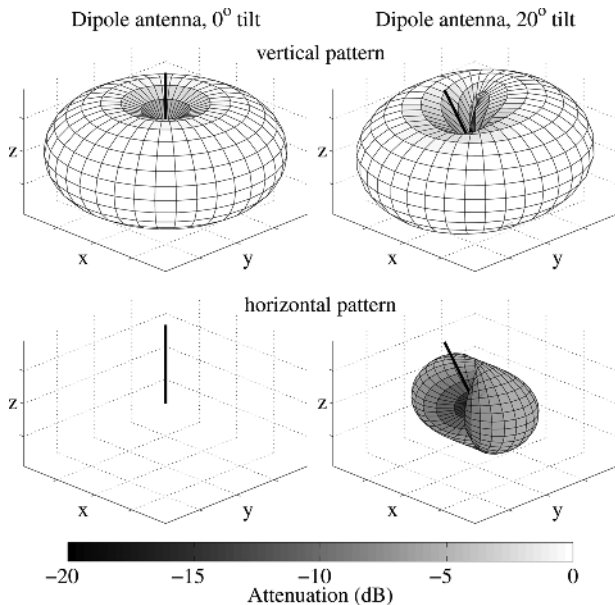 Dipole antenna, 0° tilt
Dipole antenna, 20° tilt
vertical pattern
z
x
y
x
y
horizontal pattern
z
x
y
z
x
y
−20
−15
−10
−5
0
Attenuation (dB)